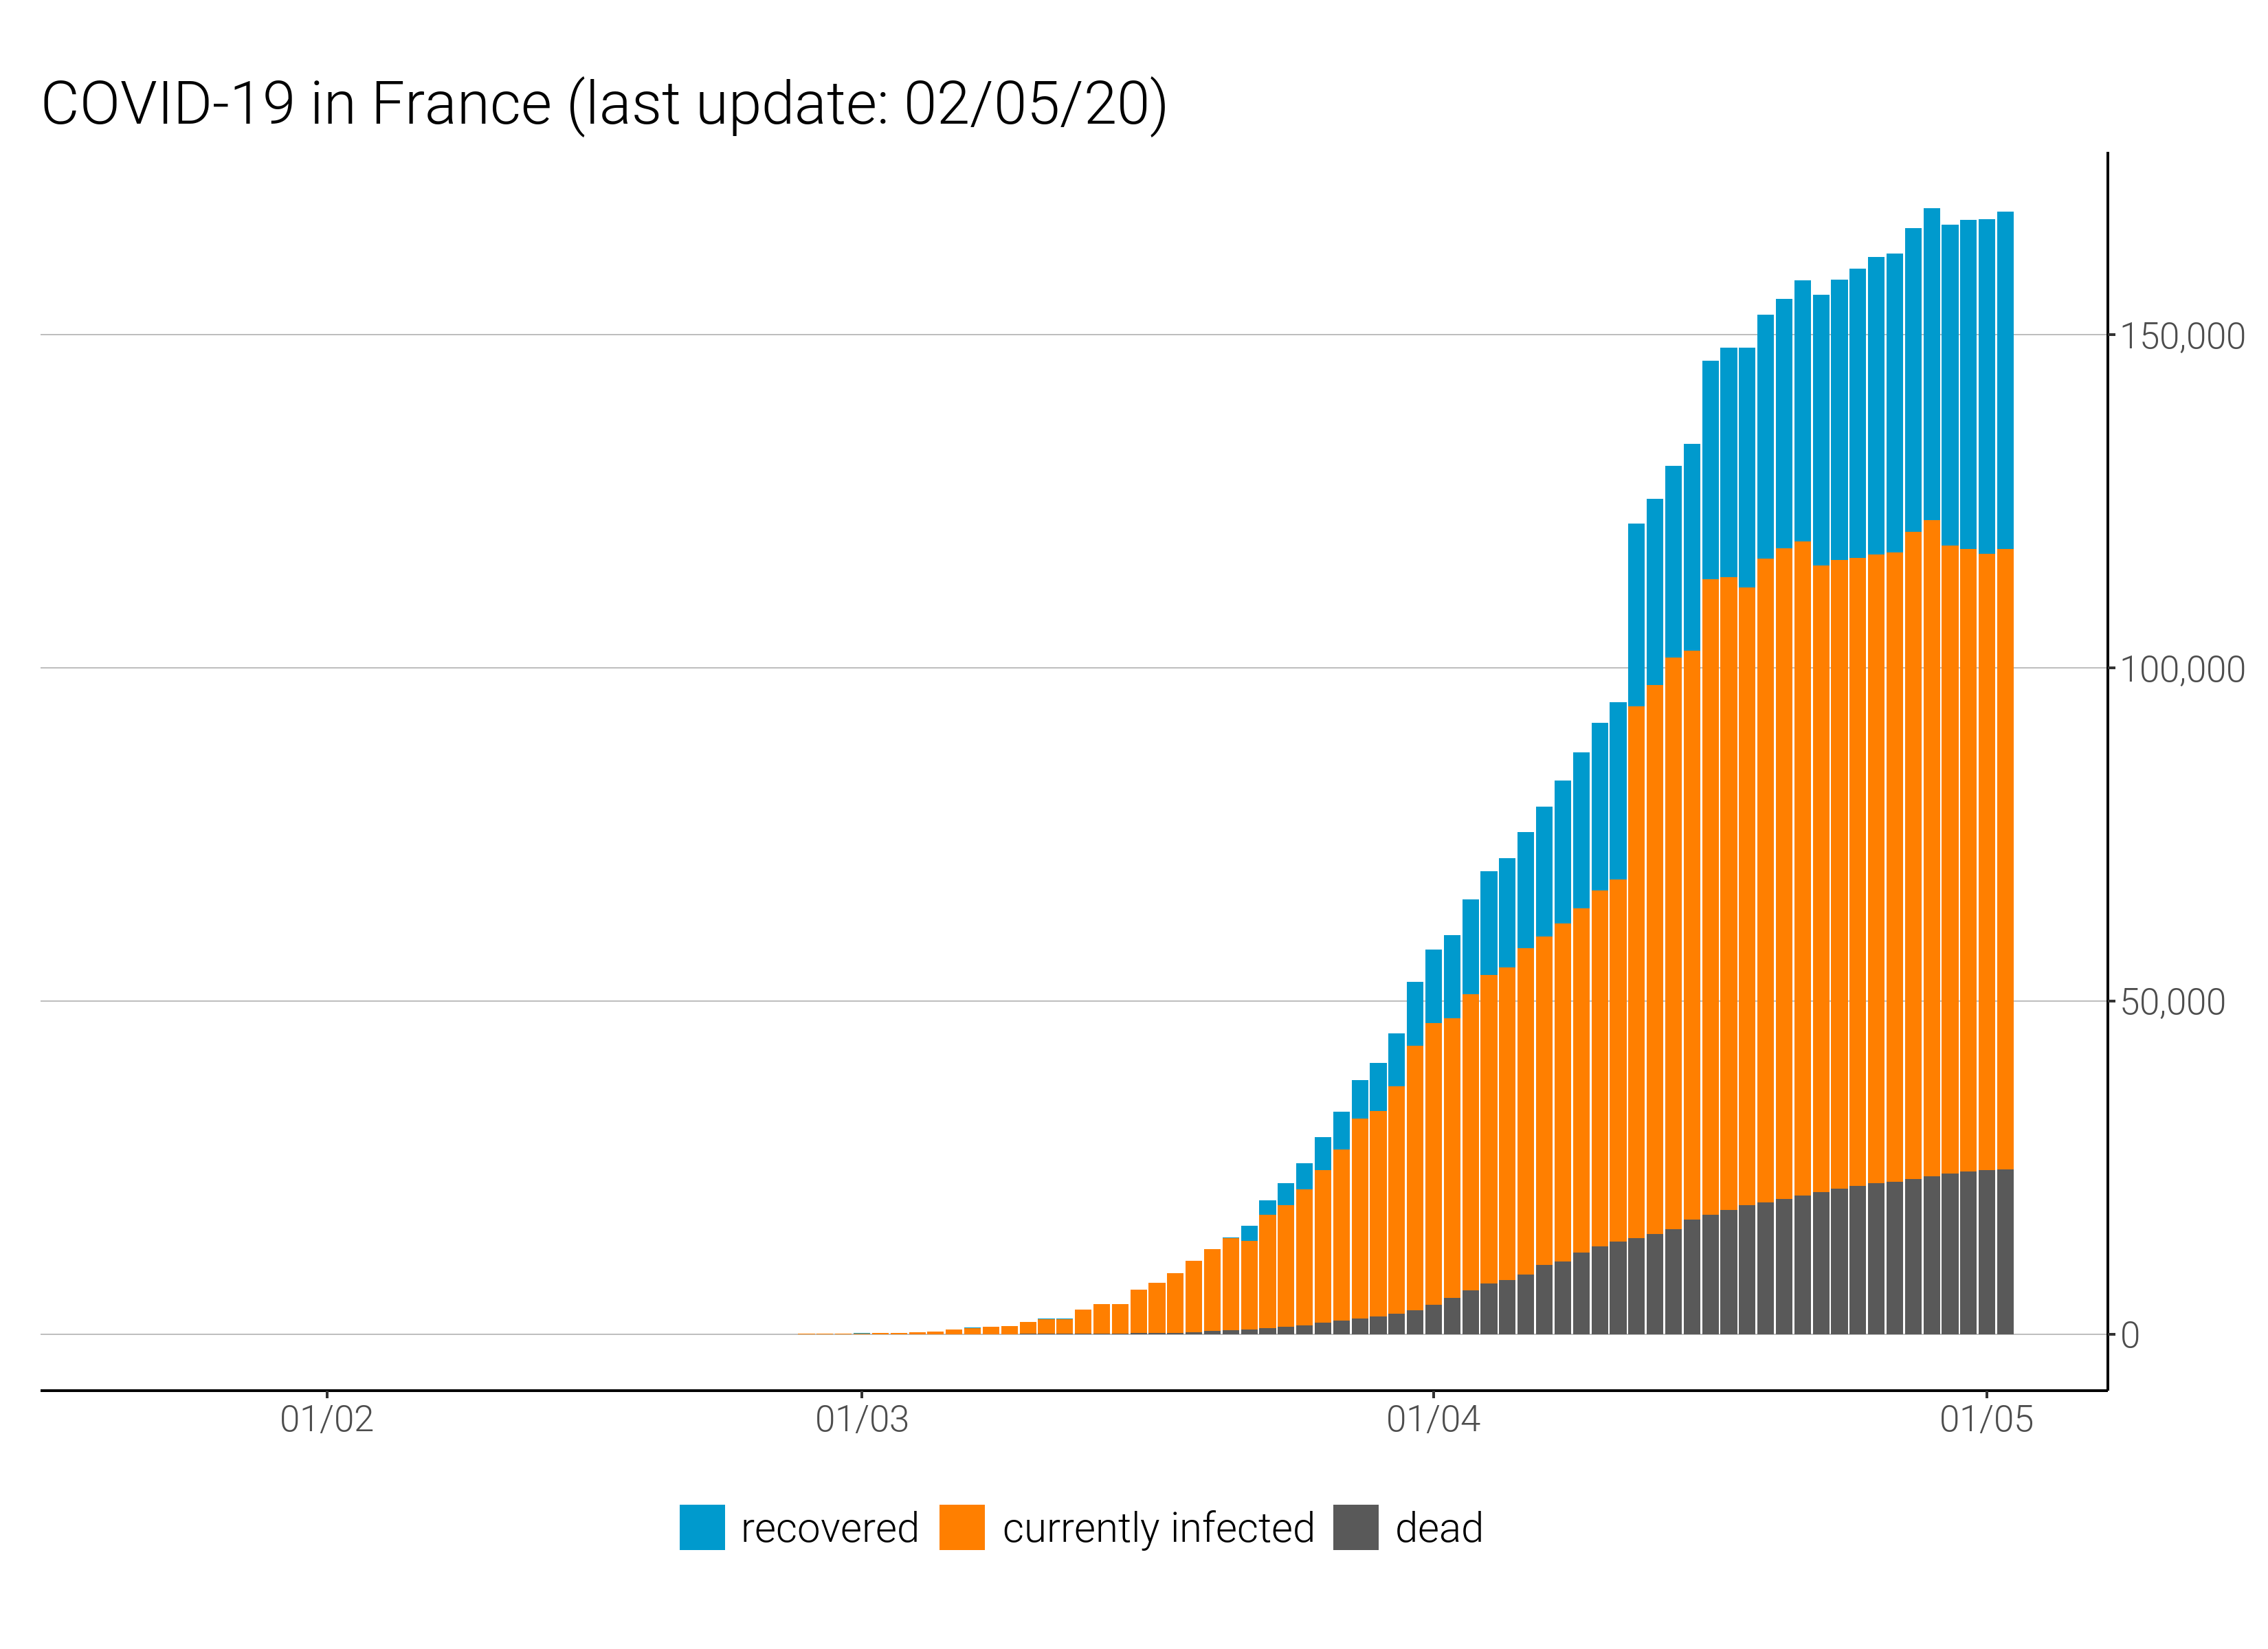 COVID-19 in France (last update: 02/05/20)
150,000
100,000
50,000
0
01/02 01/03 01/04 01/05
recovered currently infected dead